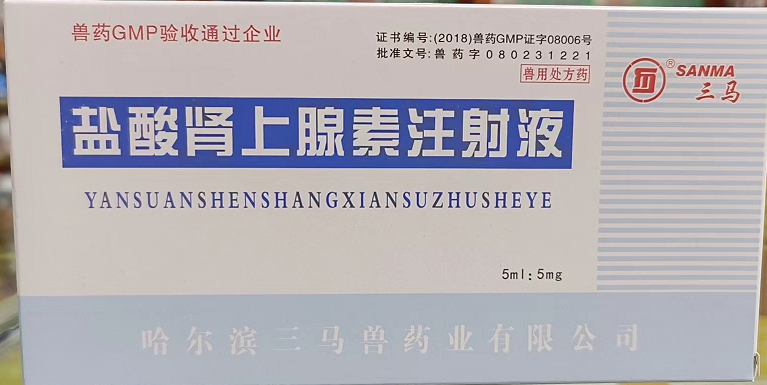 兽药GMP验收通过企业
证书编号:(2018)兽药GMP证字08006号
批准文号: 兽 药 字 0 8 0 2 3 1 2 2 1
兽用处方药
® SANMA
三马
盐酸肾上腺素注射液
YANSUANSHENSHANGXIANSUZHUSHEYE
5ml:5mg
哈尔滨三马兽药业有限公司